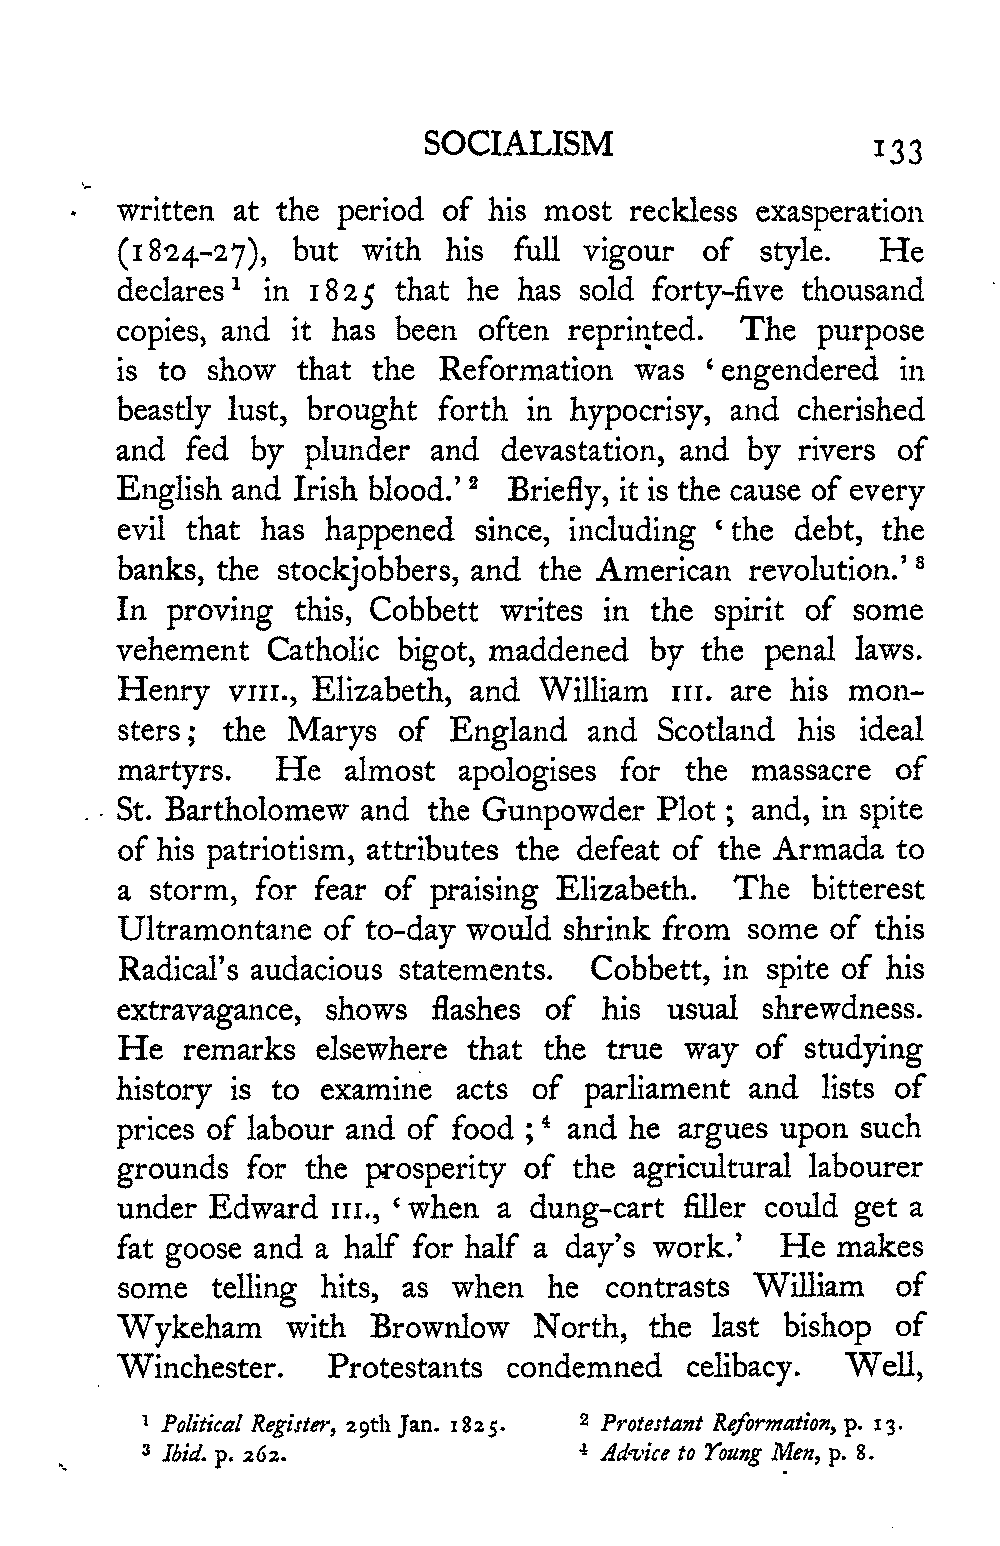 SOCIALISM 133
written at the period of his most reckless exasperation
(1824-27), but with his full vigour of style. He
declares¹ in 1825 that he has sold forty-five thousand
copies, and it has been often reprinted. The purpose
is to show that the Reformation was ‘engendered in
beastly lust, brought forth in hypocrisy, and cherished
and fed by plunder and devastation, and by rivers of
English and Irish blood.’² Briefly, it is the cause of every
evil that has happened since, including ‘the debt, the
banks, the stockjobbers, and the American revolution.’³
In proving this, Cobbett writes in the spirit of some
vehement Catholic bigot, maddened by the penal laws.
Henry VIII., Elizabeth, and William III. are his mon-
sters; the Marys of England and Scotland his ideal
martyrs. He almost apologises for the massacre of
St. Bartholomew and the Gunpowder Plot; and, in spite
of his patriotism, attributes the defeat of the Armada to
a storm, for fear of praising Elizabeth. The bitterest
Ultramontane of to-day would shrink from some of this
Radical’s audacious statements. Cobbett, in spite of his
extravagance, shows flashes of his usual shrewdness.
He remarks elsewhere that the true way of studying
history is to examine acts of parliament and lists of
prices of labour and of food;⁴ and he argues upon such
grounds for the prosperity of the agricultural labourer
under Edward III., ‘when a dung-cart filler could get a
fat goose and a half for half a day’s work.’ He makes
some telling hits, as when he contrasts William of
Wykeham with Brownlow North, the last bishop of
Winchester. Protestants condemned celibacy. Well,
¹ Political Register, 29th Jan. 1825. ² Protestant Reformation, p. 13.
³ Ibid. p. 262. ⁴ Advice to Young Men, p. 8.